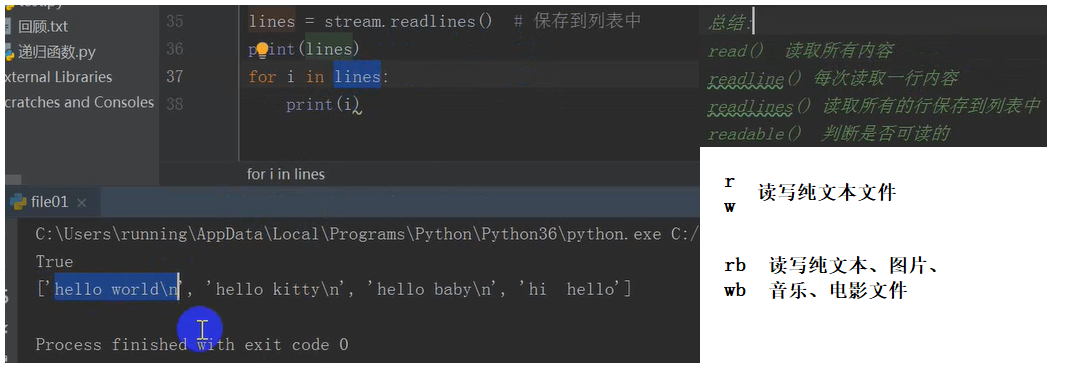 test.py
回顾.txt
递归函数.py
xternal Libraries
cratches and Consoles
35 lines = stream.readlines()  # 保存到列表中
36 print(lines)
37 for i in lines:
38 print(i)
for i in lines
file01 ×
C:\Users\running\AppData\Local\Programs\Python\Python36\python.exe C:/
True
['hello world\n', 'hello kitty\n', 'hello baby\n', 'hi  hello']
Process finished with exit code 0
总结:
read()  读取所有内容
readline() 每次读取一行内容
readlines() 读取所有的行保存到列表中
readable()  判断是否可读的
r
读写纯文本文件
w
rb 读写纯文本、图片、
wb 音乐、电影文件